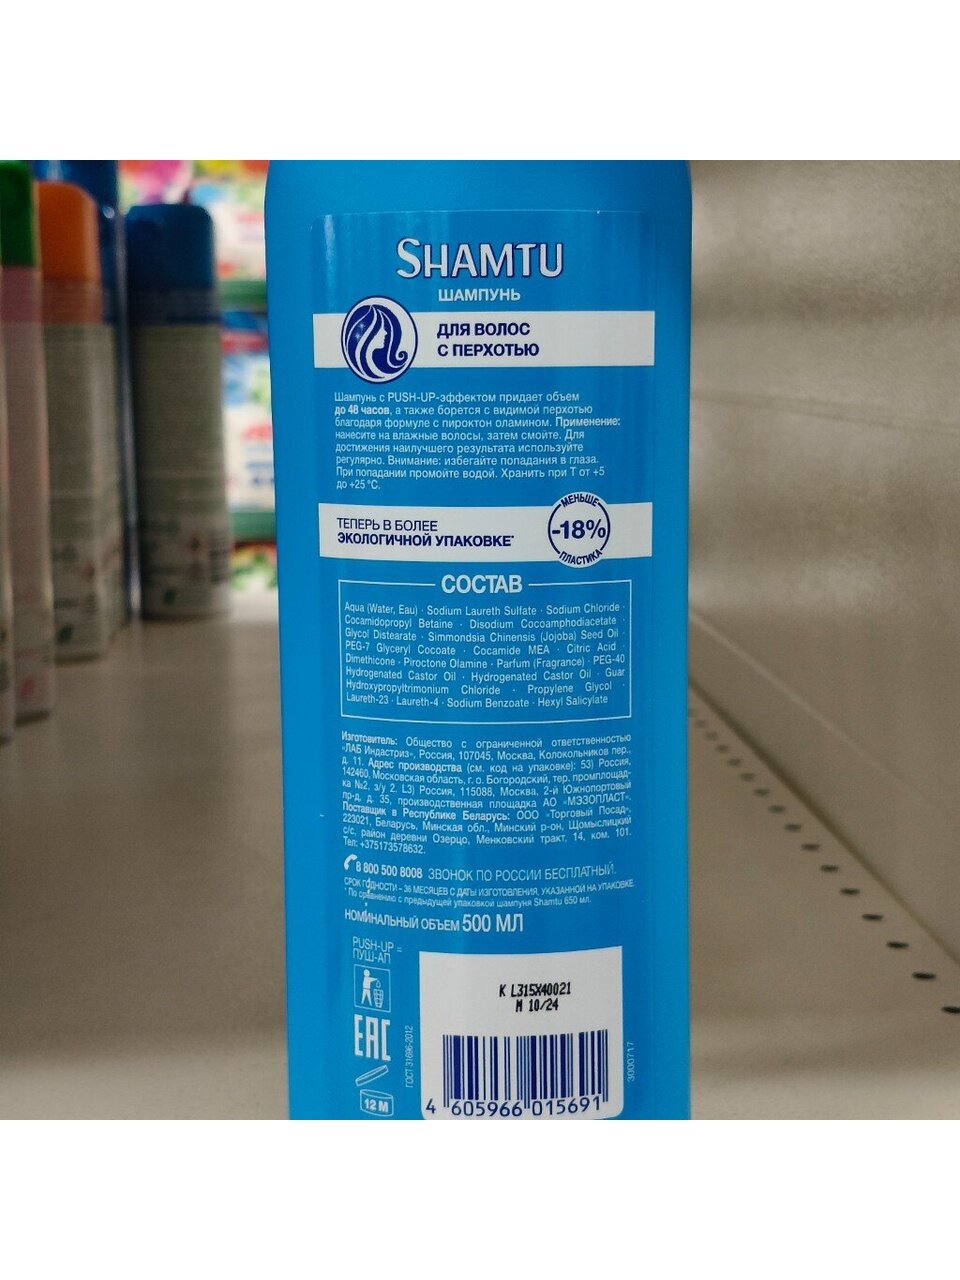 SHAMTU
ШАМПУНЬ
ДЛЯ ВОЛОС
С ПЕРХОТЬЮ
Шампунь с PUSH-UP-эффектом придает объем
до 48 часов, а также борется с видимой перхотью
благодаря формуле с пироктон оламином. Применение:
нанесите на влажные волосы, затем смойте. Для
достижения наилучшего результата используйте
регулярно. Внимание: избегайте попадания в глаза.
При попадании промойте водой. Хранить при Т от +5
до +25 °С.
ТЕПЕРЬ В БОЛЕЕ
ЭКОЛОГИЧНОЙ УПАКОВКЕ*
МЕНЬШЕ
-18%
ПЛАСТИКА
СОСТАВ
Aqua (Water, Eau) · Sodium Laureth Sulfate · Sodium Chloride ·
Cocamidopropyl Betaine · Disodium Cocoamphodiacetate ·
Glycol Distearate · Simmondsia Chinensis (Jojoba) Seed Oil ·
PEG-7 Glyceryl Cocoate · Cocamide MEA · Citric Acid ·
Dimethicone · Piroctone Olamine · Parfum (Fragrance) · PEG-40
Hydrogenated Castor Oil · Hydrogenated Castor Oil · Guar
Hydroxypropyltrimonium Chloride · Propylene Glycol ·
Laureth-23 · Laureth-4 · Sodium Benzoate · Hexyl Salicylate
Изготовитель: Общество с ограниченной ответственностью
«ЛАБ Индастриз», Россия, 107045, Москва, Колокольников пер.,
д. 11. Адрес производства (см. код на упаковке): 53) Россия,
142460, Московская область, г. о. Богородский, тер. промплощад-
ка №2, з/у 2. L3) Россия, 115088, Москва, 2-й Южнопортовый
пр-д, д. 35, производственная площадка АО «МЭЗОПЛАСТ».
Поставщик в Республике Беларусь: ООО «Торговый Посад»,
223021, Беларусь, Минская обл., Минский р-он, Щомыслицкий
с/с, район деревни Озерцо, Менковский тракт, 14, ком. 101.
Тел: +375173578632.
8 800 500 8008 ЗВОНОК ПО РОССИИ БЕСПЛАТНЫЙ.
СРОК ГОДНОСТИ – 36 МЕСЯЦЕВ С ДАТЫ ИЗГОТОВЛЕНИЯ, УКАЗАННОЙ НА УПАКОВКЕ.
* По сравнению с предыдущей упаковкой шампуня Shamtu 650 мл.
НОМИНАЛЬНЫЙ ОБЪЕМ 500 МЛ
PUSH-UP =
ПУШ-АП
EAC
12 M
ГОСТ 31696-2012
K L315X40021
M 10/24
4 605966 015691
3000717